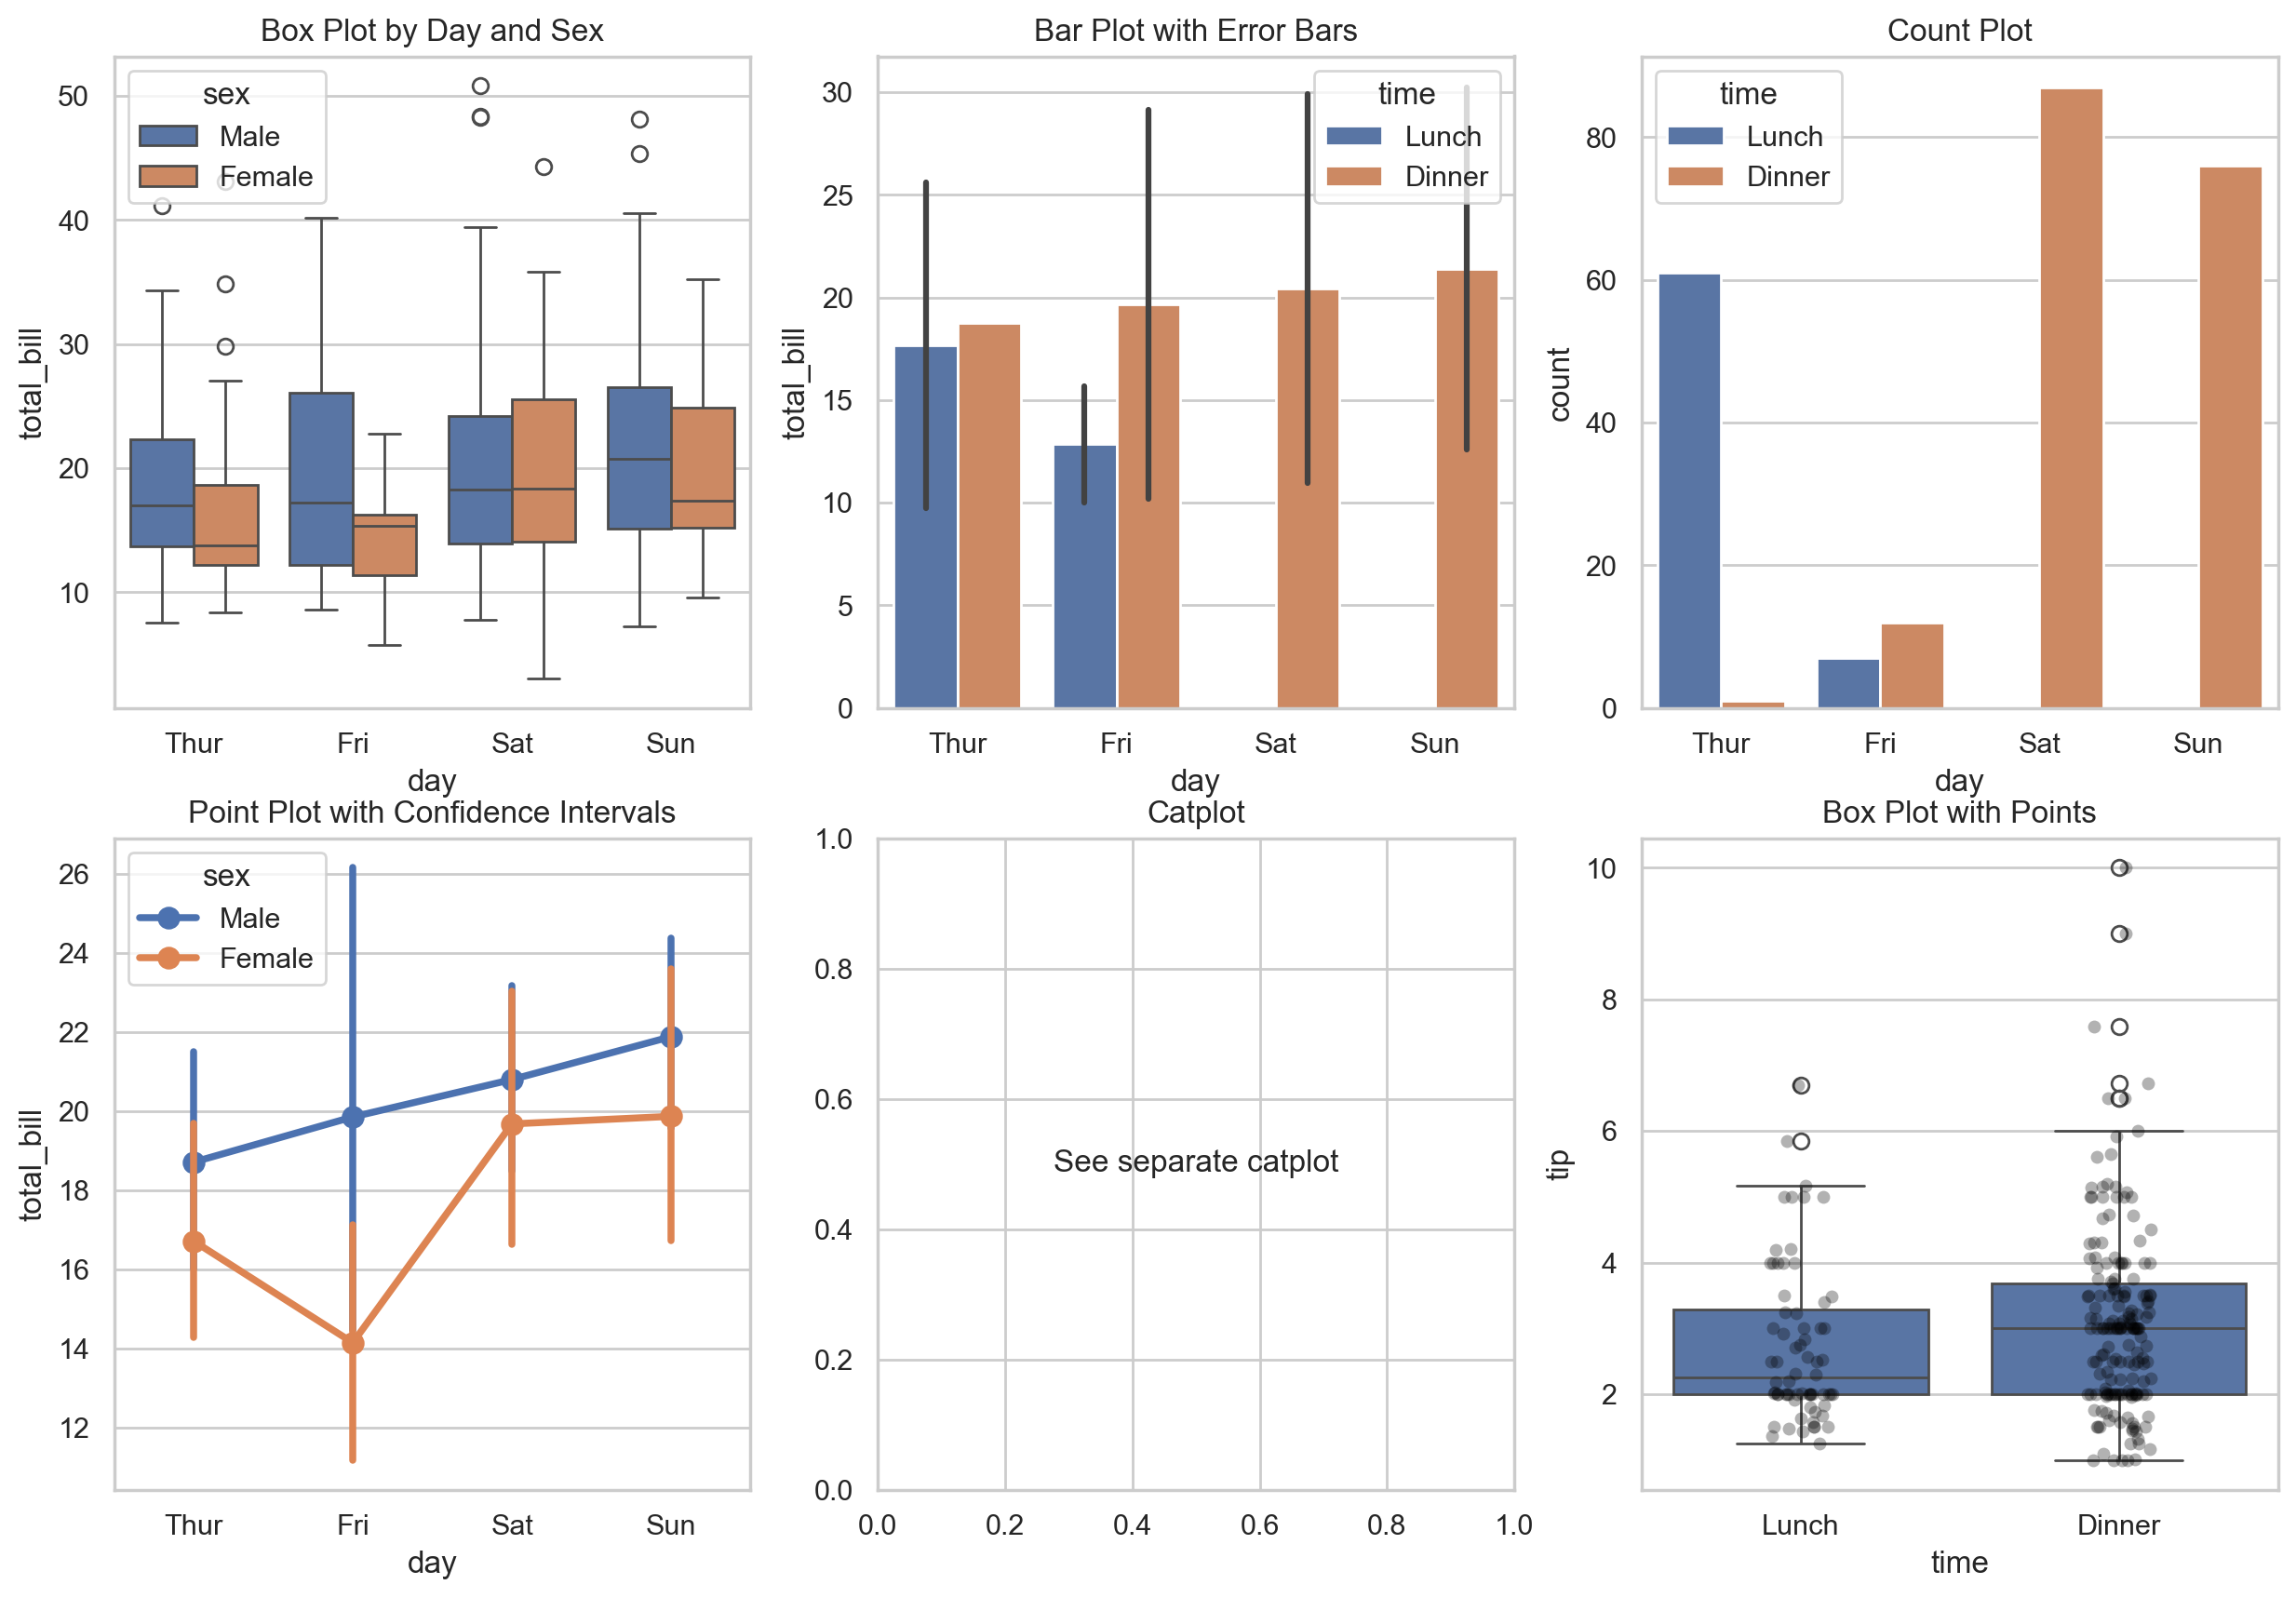 Box Plot by Day and Sex
sex
Male
Female
50
40
30
20
10
total_bill
Thur Fri Sat Sun
day
Bar Plot with Error Bars
time
Lunch
Dinner
30
25
20
15
10
5
0
total_bill
Thur Fri Sat Sun
day
Count Plot
time
Lunch
Dinner
80
60
40
20
0
count
Thur Fri Sat Sun
day
Point Plot with Confidence Intervals
sex
Male
Female
26
24
22
20
18
16
14
12
total_bill
Thur Fri Sat Sun
day
Catplot
1.0
0.8
0.6
0.4
0.2
0.0
See separate catplot
0.0 0.2 0.4 0.6 0.8 1.0
Box Plot with Points
10
8
6
4
2
tip
Lunch Dinner
time